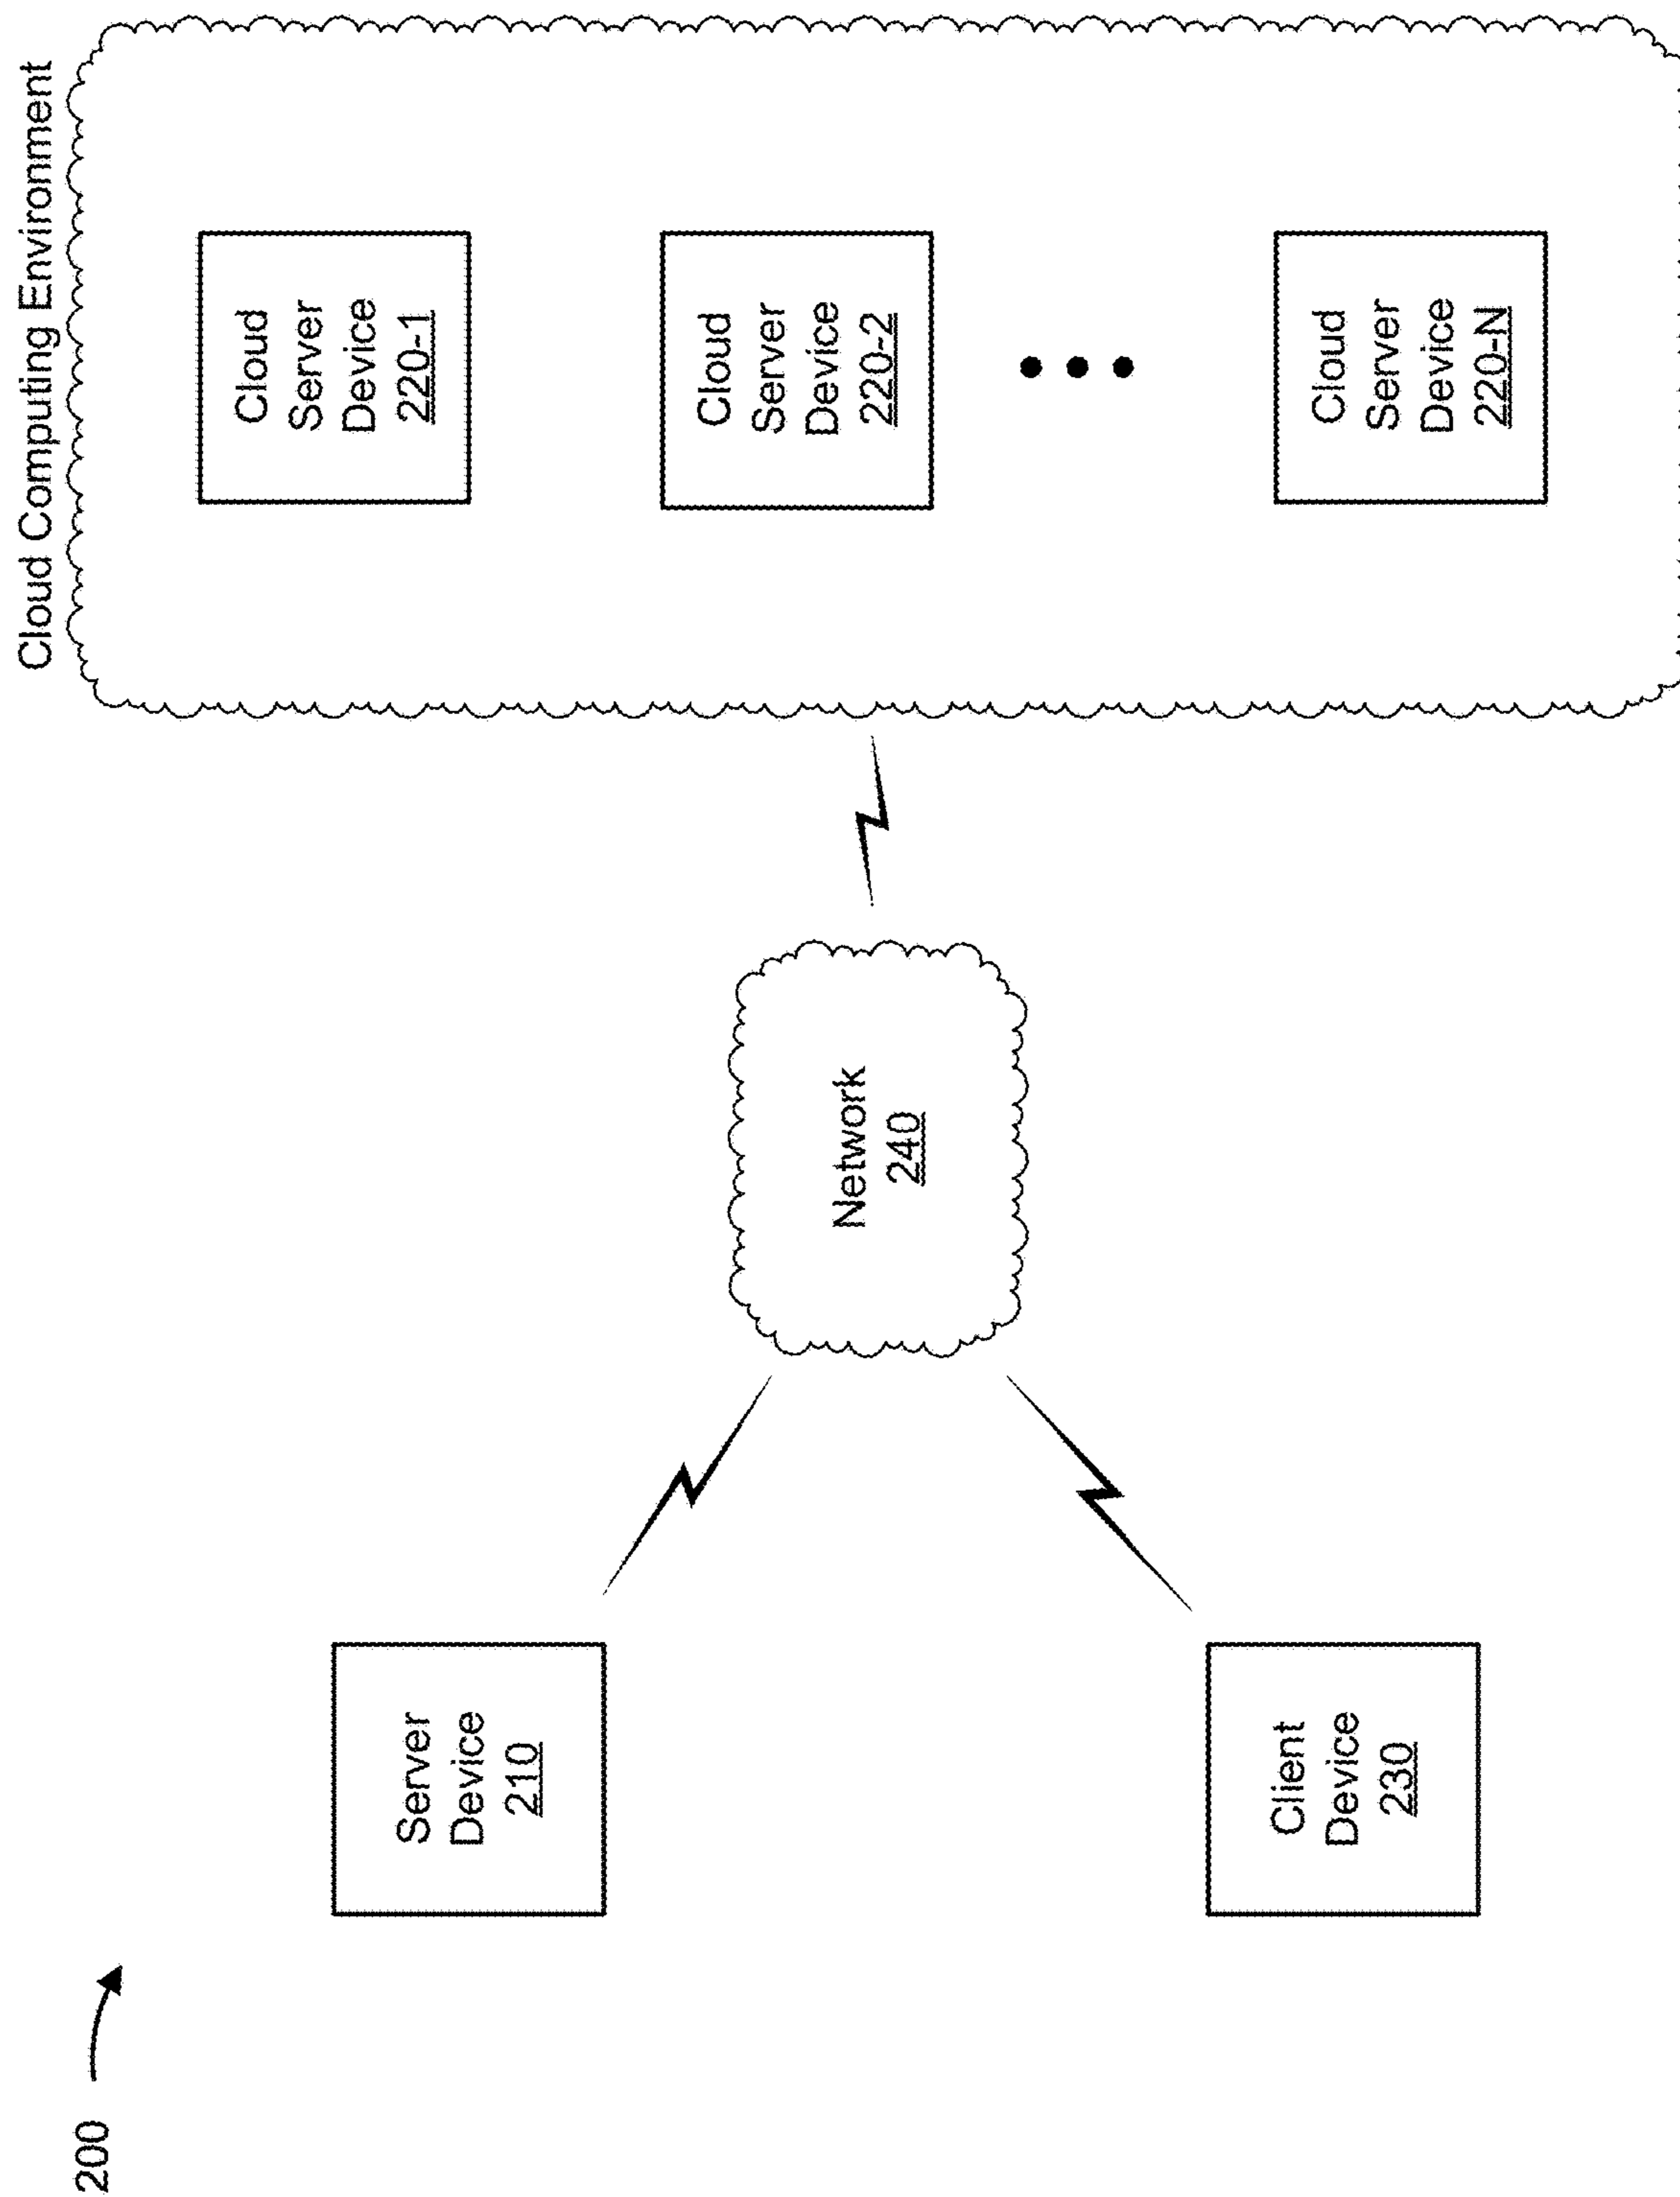 200
Server
Device
210
Client
Device
230
Network
240
Cloud Computing Environment
Cloud
Server
Device
220-1
Cloud
Server
Device
220-2
Cloud
Server
Device
220-N